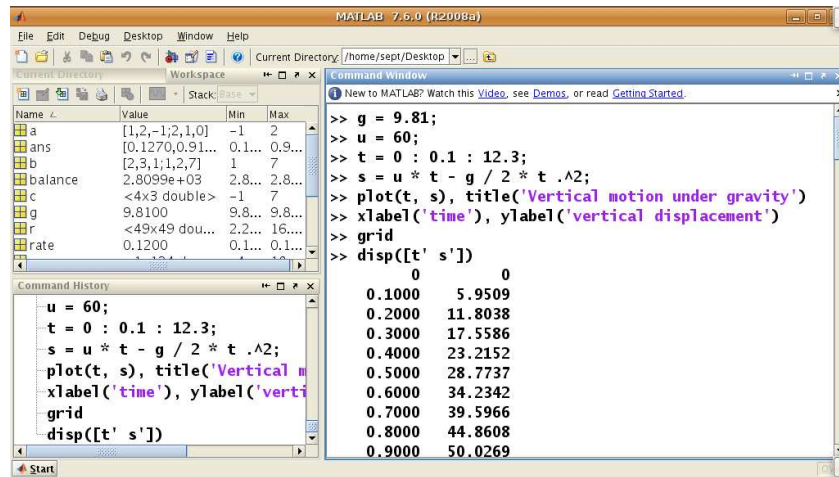 MATLAB 7.6.0 (R2008a)
File Edit Debug Desktop Window Help
Current Directory: /home/sept/Desktop
Current Directory Workspace
Stack: Base
Name Value Min Max
a [1,2,-1;2,1,0] -1 2
ans [0.1270,0.91... 0.1... 0.9...
b [2,3,1;1,2,7] 1 7
balance 2.8099e+03 2.8... 2.8...
c <4x3 double> -1 7
g 9.8100 9.8... 9.8...
r <49x49 dou... 2.2... 16....
rate 0.1200 0.1... 0.1...
Command History
u = 60;
t = 0 : 0.1 : 12.3;
s = u * t - g / 2 * t .^2;
plot(t, s), title('Vertical m
xlabel('time'), ylabel('verti
grid
disp([t' s'])
Start
Command Window
New to MATLAB? Watch this Video, see Demos, or read Getting Started.
>> g = 9.81;
>> u = 60;
>> t = 0 : 0.1 : 12.3;
>> s = u * t - g / 2 * t .^2;
>> plot(t, s), title('Vertical motion under gravity')
>> xlabel('time'), ylabel('vertical displacement')
>> grid
>> disp([t' s'])
0 0
0.1000 5.9509
0.2000 11.8038
0.3000 17.5586
0.4000 23.2152
0.5000 28.7737
0.6000 34.2342
0.7000 39.5966
0.8000 44.8608
0.9000 50.0269